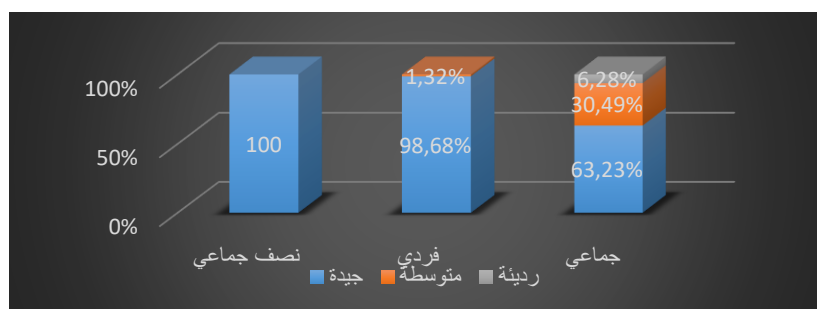 1,32%
6,28%
100%
30,49%
100
98,68%
50%
63,23%
0%
نصف جماعي
فردي
جماعي
جيدة
متوسطة
رديئة